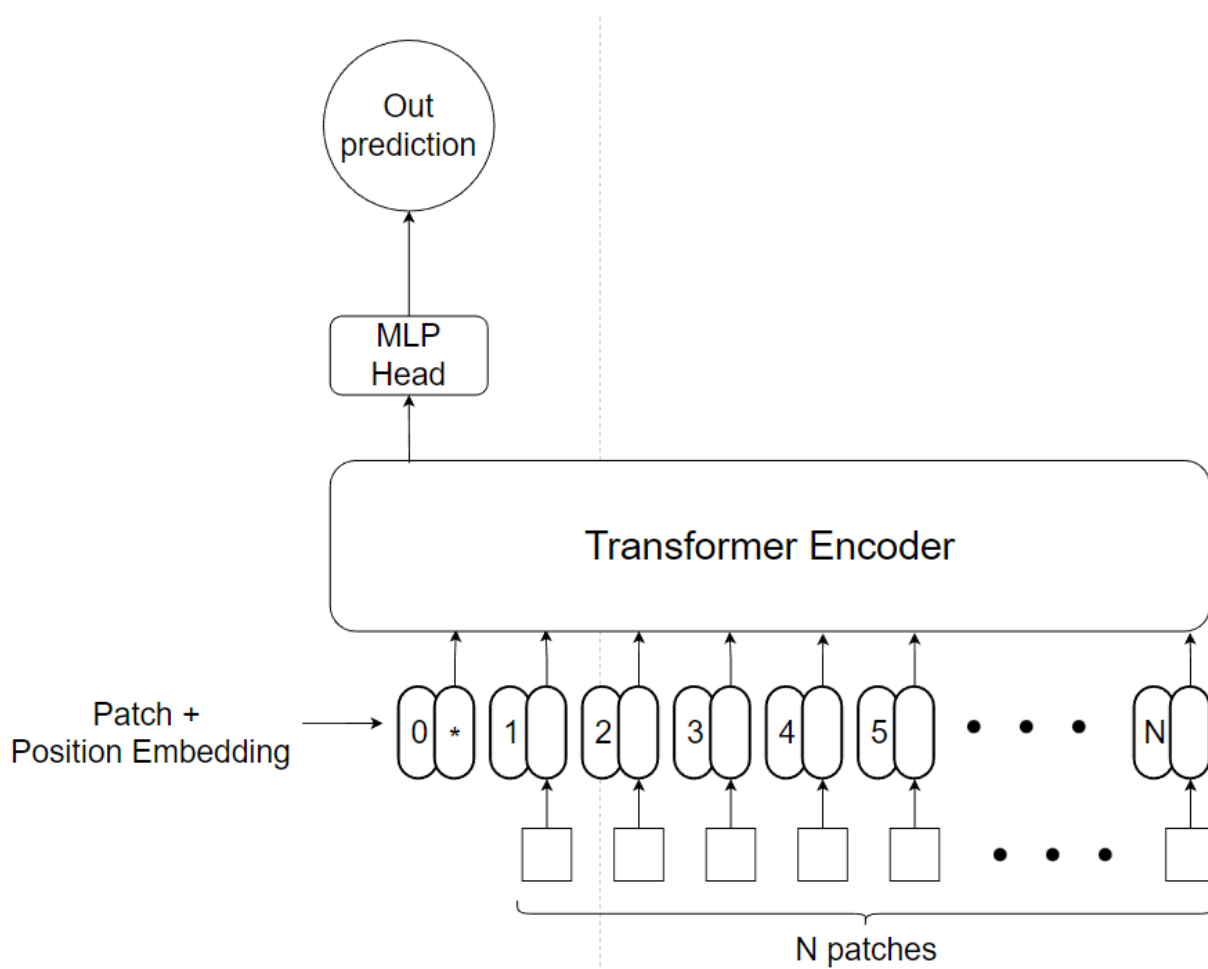 Out
prediction
MLP
Head
Transformer Encoder
Patch +
Position Embedding
0 * 1 2 3 4 5 N
N patches